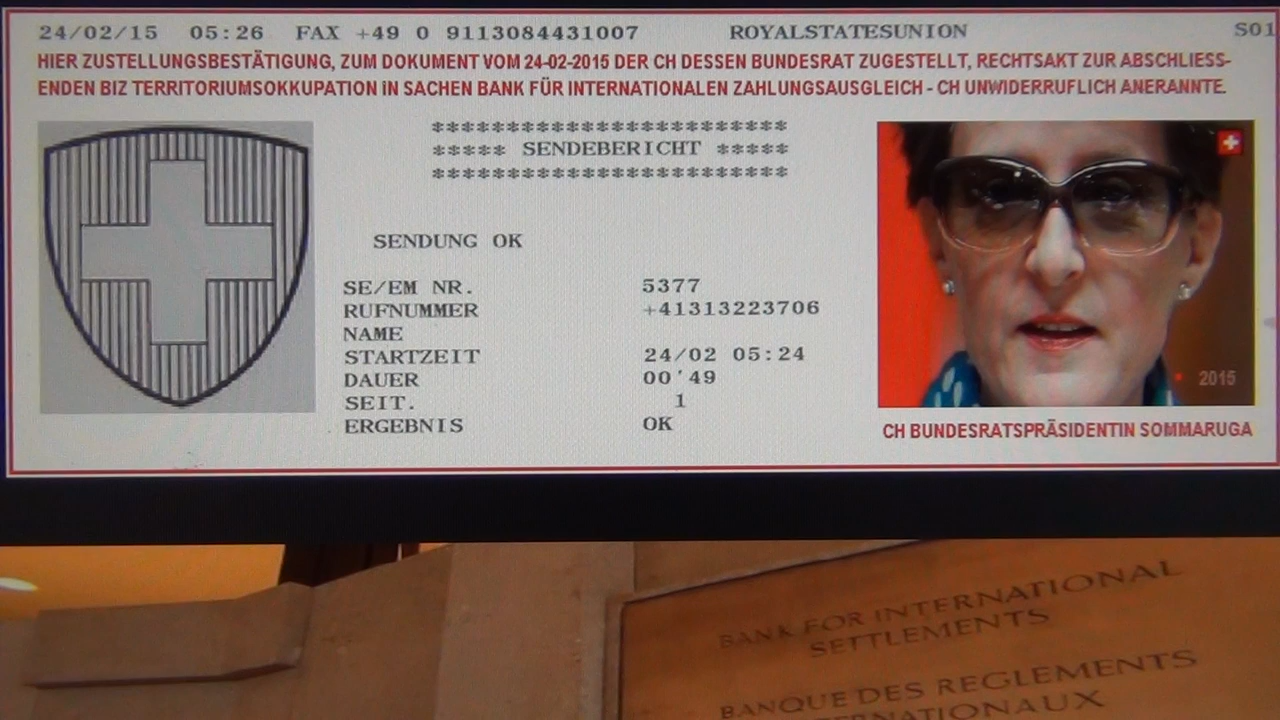 24/02/15 05:26 FAX +49 0 9113084431007 ROYALSTATESUNION S01
HIER ZUSTELLUNGSBESTÄTIGUNG, ZUM DOKUMENT VOM 24-02-2015 DER CH DESSEN BUNDESRAT ZUGESTELLT, RECHTSAKT ZUR ABSCHLIESS-
ENDEN BIZ TERRITORIUMSOKKUPATION iN SACHEN BANK FÜR INTERNATIONALEN ZAHLUNGSAUSGLEICH - CH UNWIDERRUFLICH ANERANNTE.
************************
***** SENDEBERICHT *****
************************
SENDUNG OK
SE/EM NR. 5377
RUFNUMMER +41313223706
NAME
STARTZEIT 24/02 05:24
DAUER 00'49
SEIT. 1
ERGEBNIS OK
2015
CH BUNDESRATSPRÄSIDENTIN SOMMARUGA
BANK FOR INTERNATIONAL
SETTLEMENTS
BANQUE DES REGLEMENTS
TERNATIONAUX